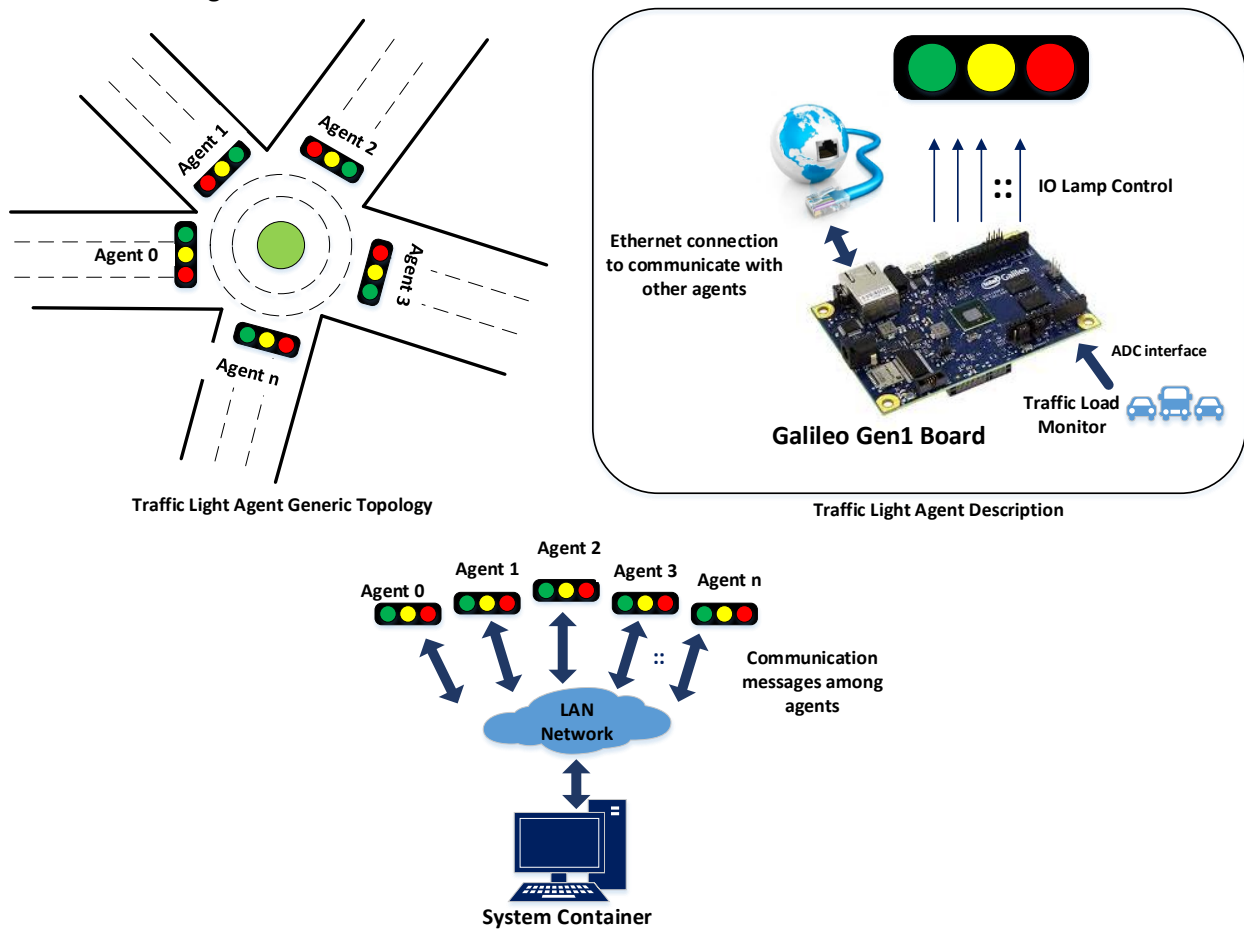 Agent 1
Agent 2
Agent 0
Agent 3
Agent n
Traffic Light Agent Generic Topology
IO Lamp Control
Ethernet connection
to communicate with
other agents
Galileo
ADC interface
Traffic Load
Monitor
Galileo Gen1 Board
Traffic Light Agent Description
Agent 2
Agent 1
Agent 3
Agent 0
Agent n
::
Communication
messages among
agents
LAN
Network
System Container